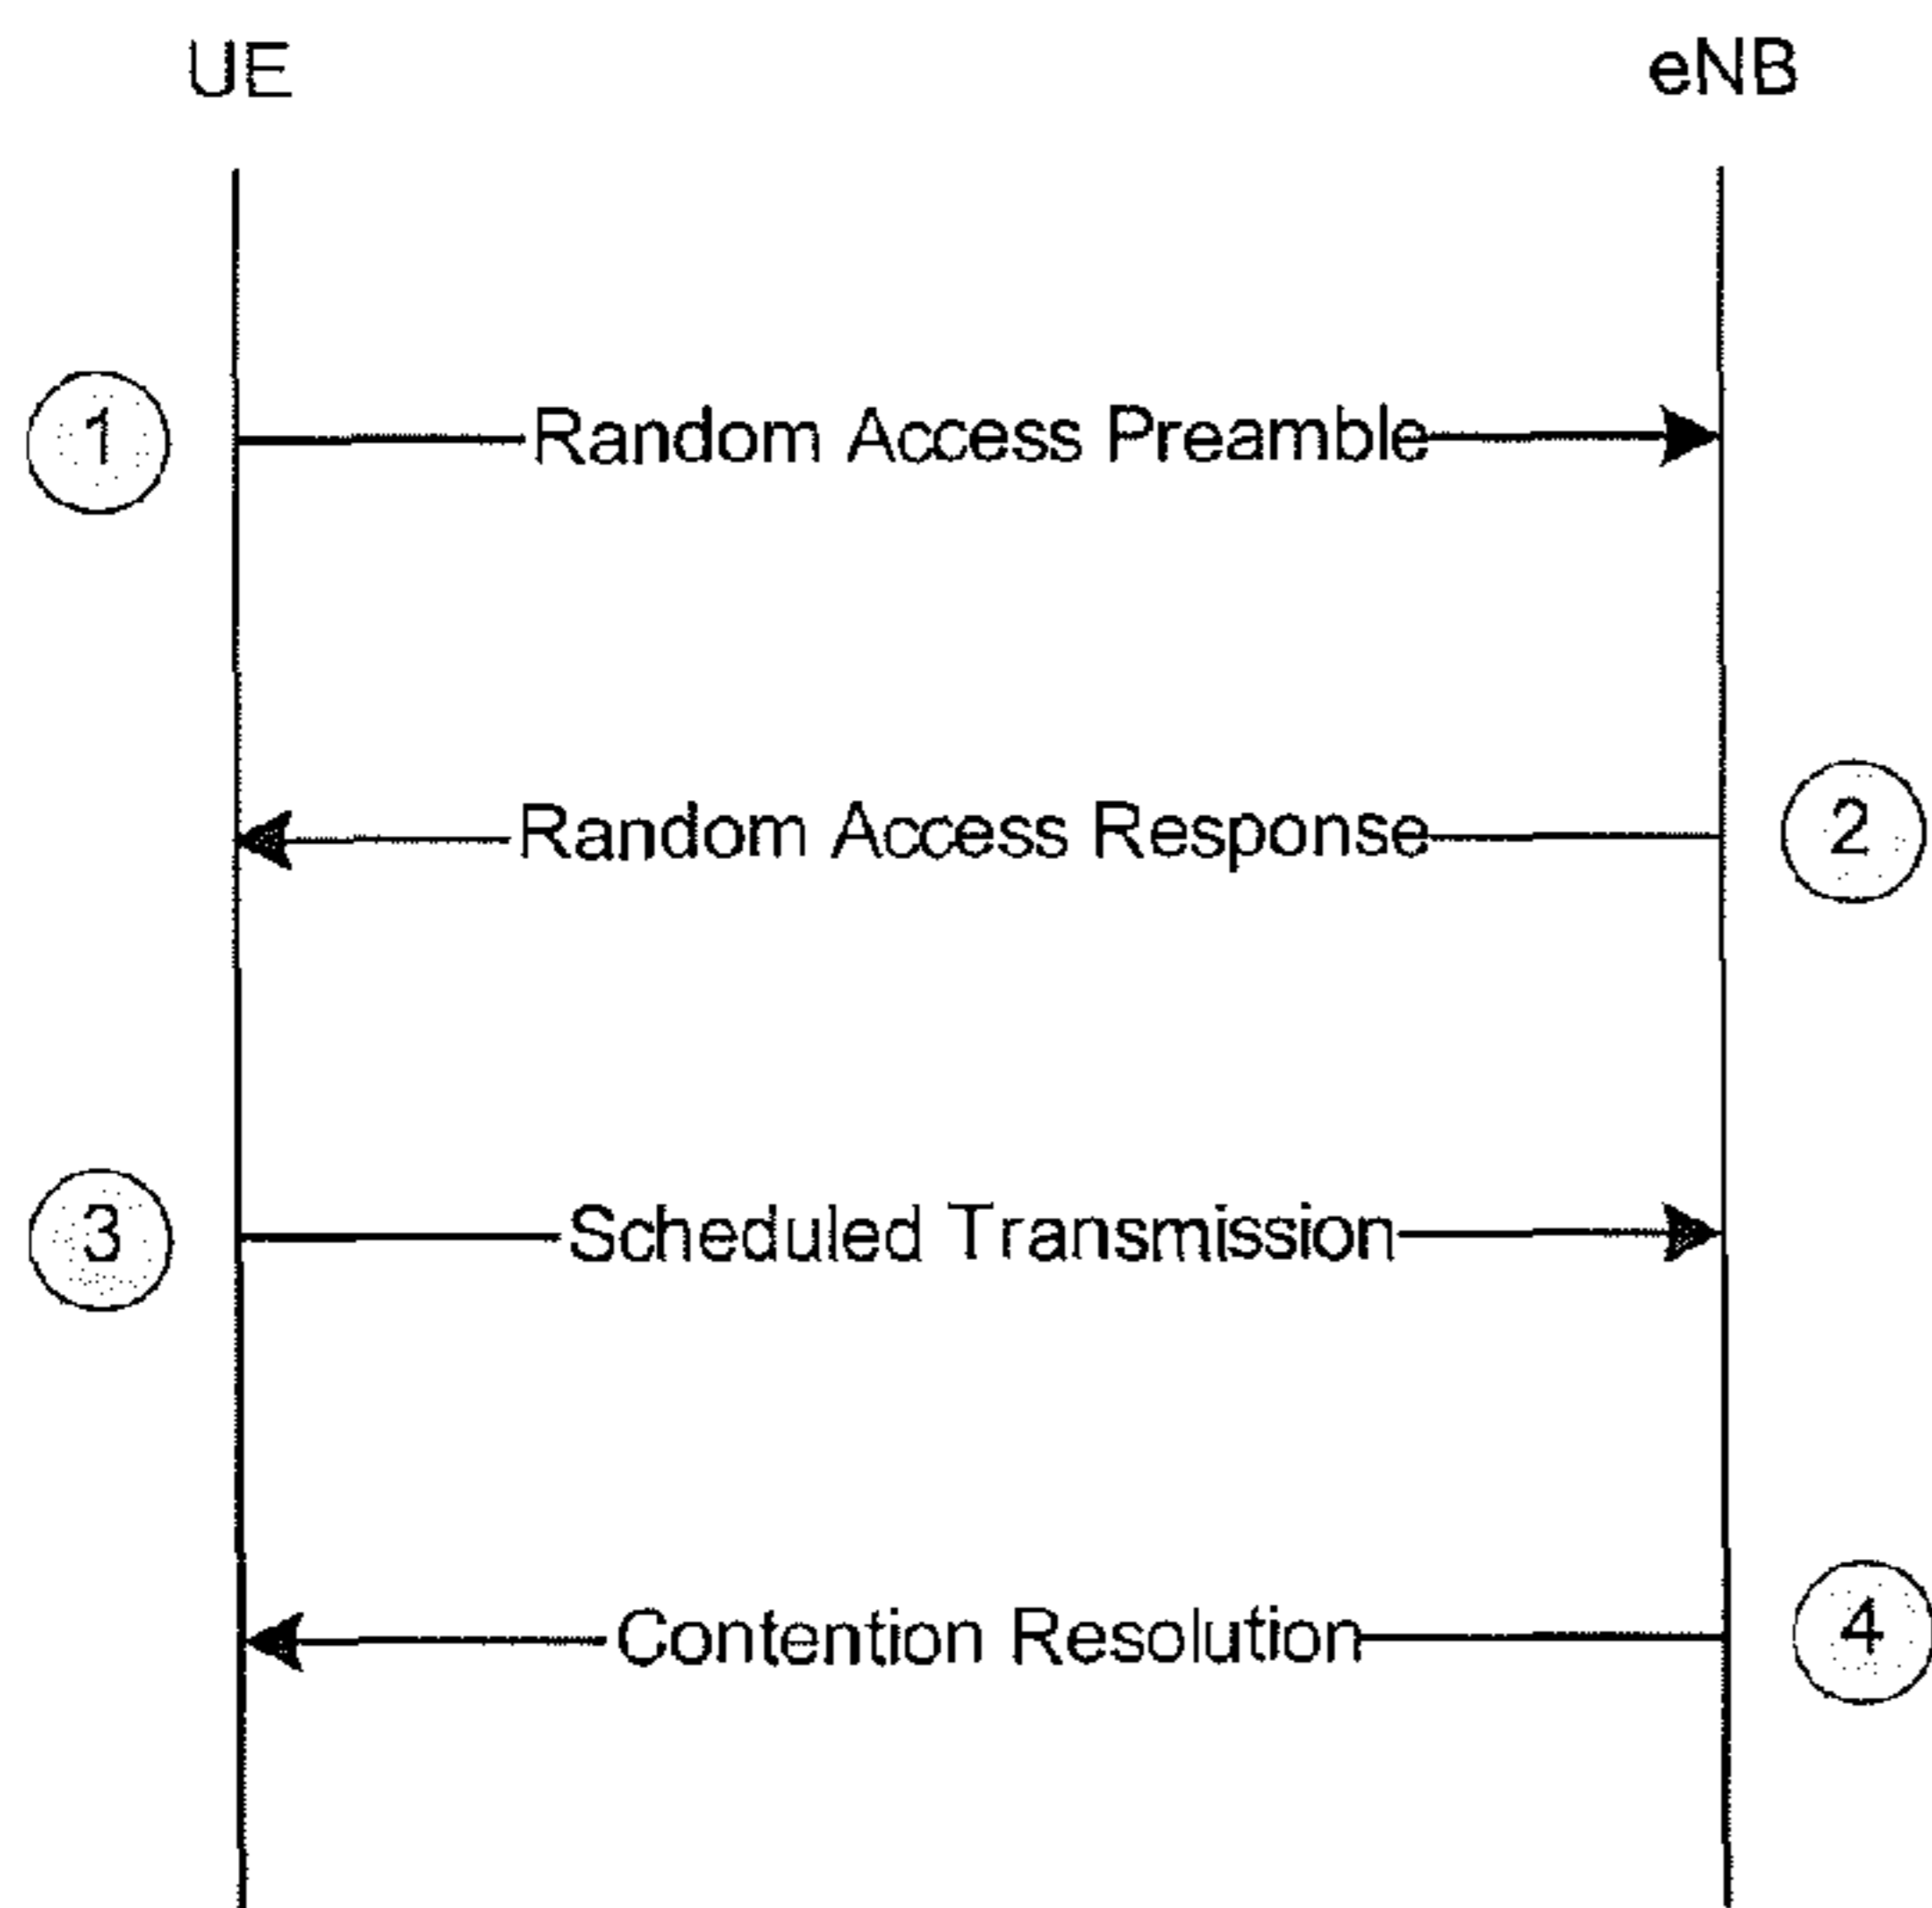 UE eNB
1 Random Access Preamble
Random Access Response 2
3 Scheduled Transmission
Contention Resolution 4